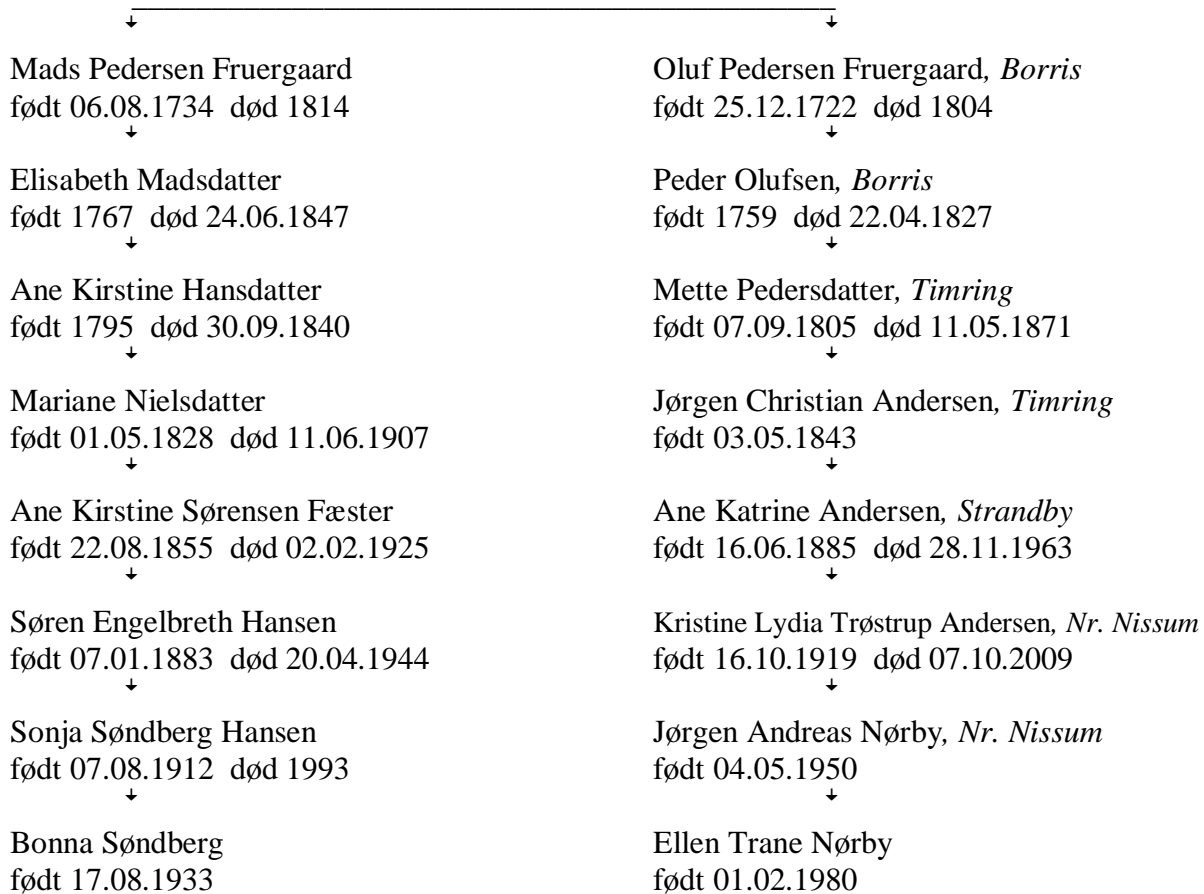 Mads Pedersen Fruergaard
født 06.08.1734 død 1814
Elisabeth Madsdatter
født 1767 død 24.06.1847
Ane Kirstine Hansdatter
født 1795 død 30.09.1840
Mariane Nielsdatter
født 01.05.1828 død 11.06.1907
Ane Kirstine Sørensen Fæster
født 22.08.1855 død 02.02.1925
Søren Engelbreth Hansen
født 07.01.1883 død 20.04.1944
Sonja Søndberg Hansen
født 07.08.1912 død 1993
Bonna Søndberg
født 17.08.1933
Oluf Pedersen Fruergaard, Borris
født 25.12.1722 død 1804
Peder Olufsen, Borris
født 1759 død 22.04.1827
Mette Pedersdatter, Timring
født 07.09.1805 død 11.05.1871
Jørgen Christian Andersen, Timring
født 03.05.1843
Ane Katrine Andersen, Strandby
født 16.06.1885 død 28.11.1963
Kristine Lydia Trøstrup Andersen, Nr. Nissum
født 16.10.1919 død 07.10.2009
Jørgen Andreas Nørby, Nr. Nissum
født 04.05.1950
Ellen Trane Nørby
født 01.02.1980